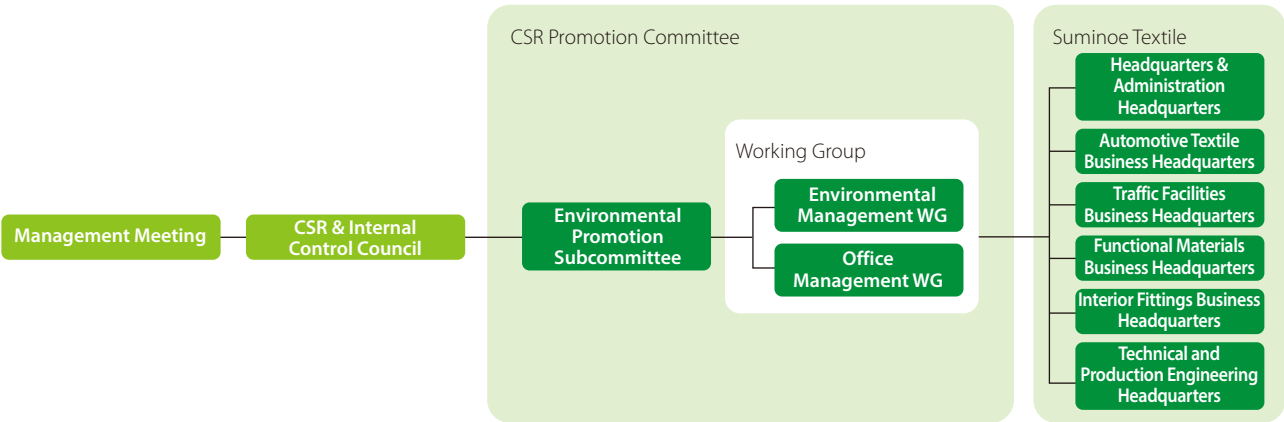 CSR Promotion Committee
Suminoe Textile
Headquarters &
Administration
Headquarters
Automotive Textile
Business Headquarters
Working Group
Environmental
Management WG
Traffic Facilities
Business Headquarters
Management Meeting
CSR & Internal
Control Council
Environmental
Promotion
Subcommittee
Office
Management WG
Functional Materials
Business Headquarters
Interior Fittings Business
Headquarters
Technical and
Production Engineering
Headquarters